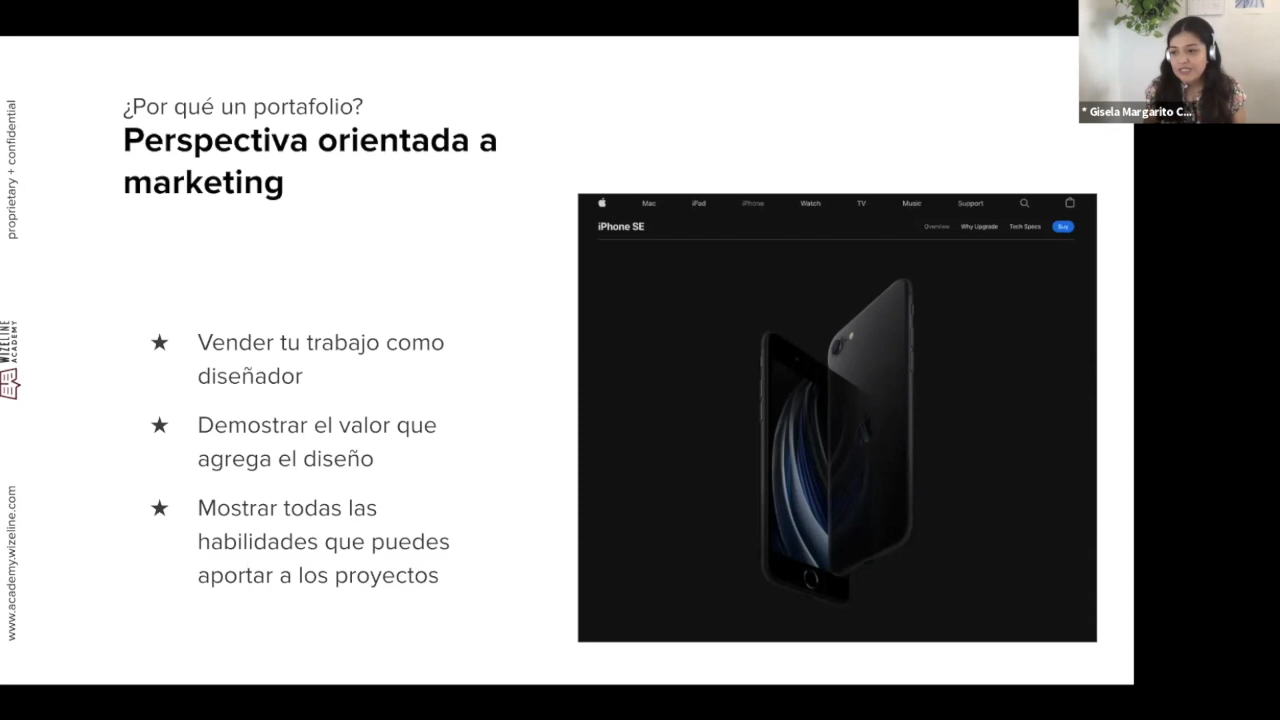 ¿Por qué un portafolio?
Perspectiva orientada a
marketing
★ Vender tu trabajo como
diseñador
★ Demostrar el valor que
agrega el diseño
★ Mostrar todas las
habilidades que puedes
aportar a los proyectos
Mac iPad iPhone Watch TV Music Support
iPhone SE
Overview Why Upgrade Tech Specs Buy
* Gisela Margarito C...
proprietary + confidential
WIZELINE
ACADEMY
www.academy.wizeline.com